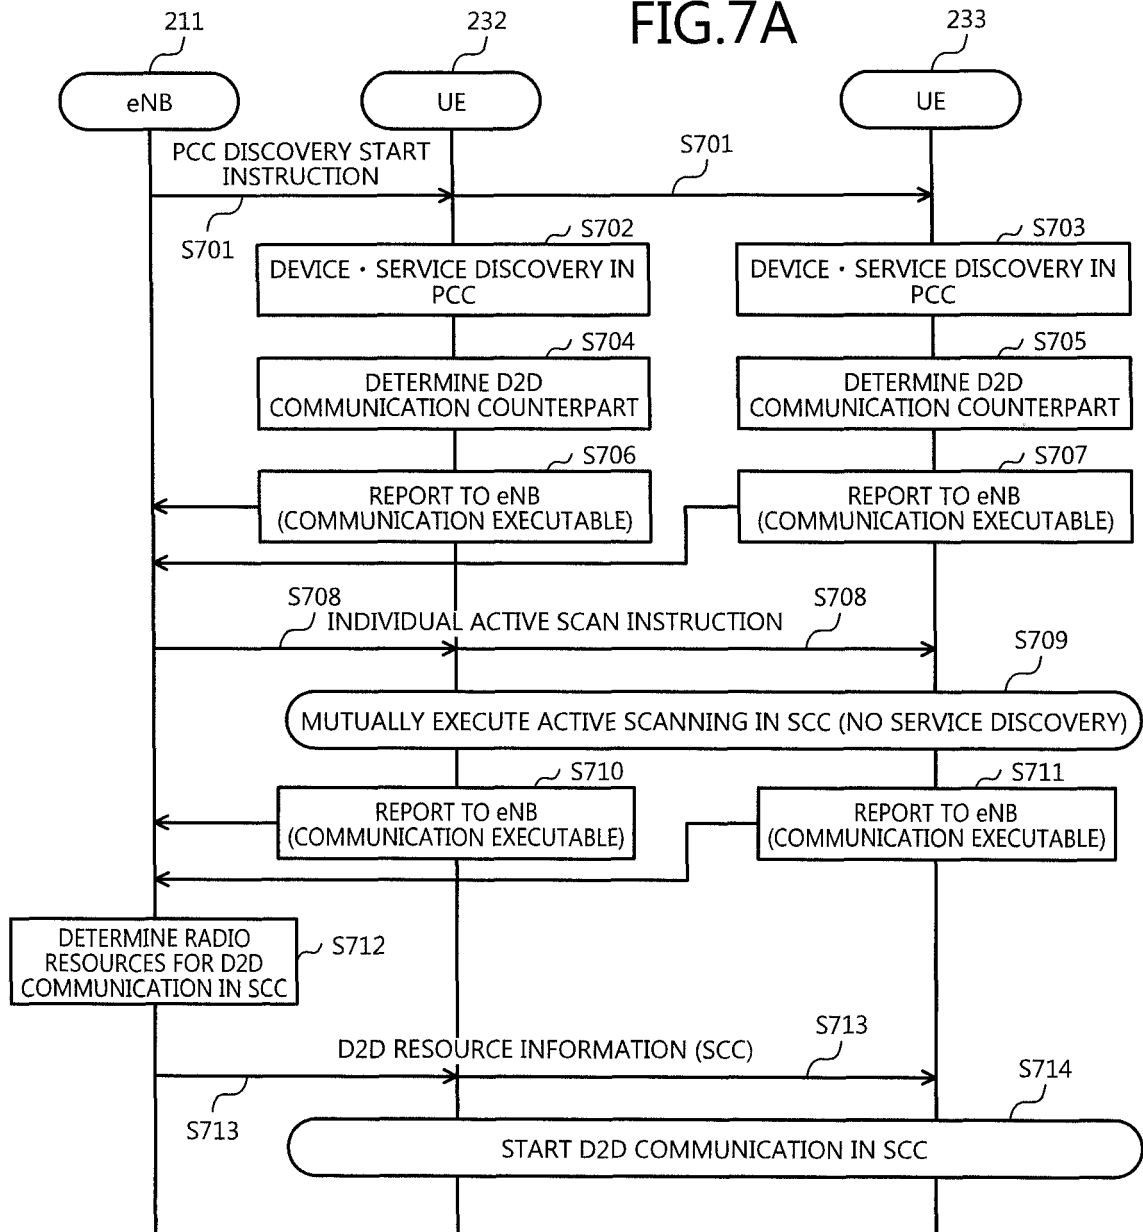 FIG.7A
211
232
233
eNB
UE
UE
PCC DISCOVERY START
INSTRUCTION
S701
S701
S702
S703
DEVICE・SERVICE DISCOVERY IN
PCC
DEVICE・SERVICE DISCOVERY IN
PCC
S704
S705
DETERMINE D2D
COMMUNICATION COUNTERPART
DETERMINE D2D
COMMUNICATION COUNTERPART
S706
S707
REPORT TO eNB
(COMMUNICATION EXECUTABLE)
REPORT TO eNB
(COMMUNICATION EXECUTABLE)
S708
S708
INDIVIDUAL ACTIVE SCAN INSTRUCTION
S709
MUTUALLY EXECUTE ACTIVE SCANNING IN SCC (NO SERVICE DISCOVERY)
S710
S711
REPORT TO eNB
(COMMUNICATION EXECUTABLE)
REPORT TO eNB
(COMMUNICATION EXECUTABLE)
DETERMINE RADIO
RESOURCES FOR D2D
COMMUNICATION IN SCC
S712
D2D RESOURCE INFORMATION (SCC)
S713
S713
S714
START D2D COMMUNICATION IN SCC